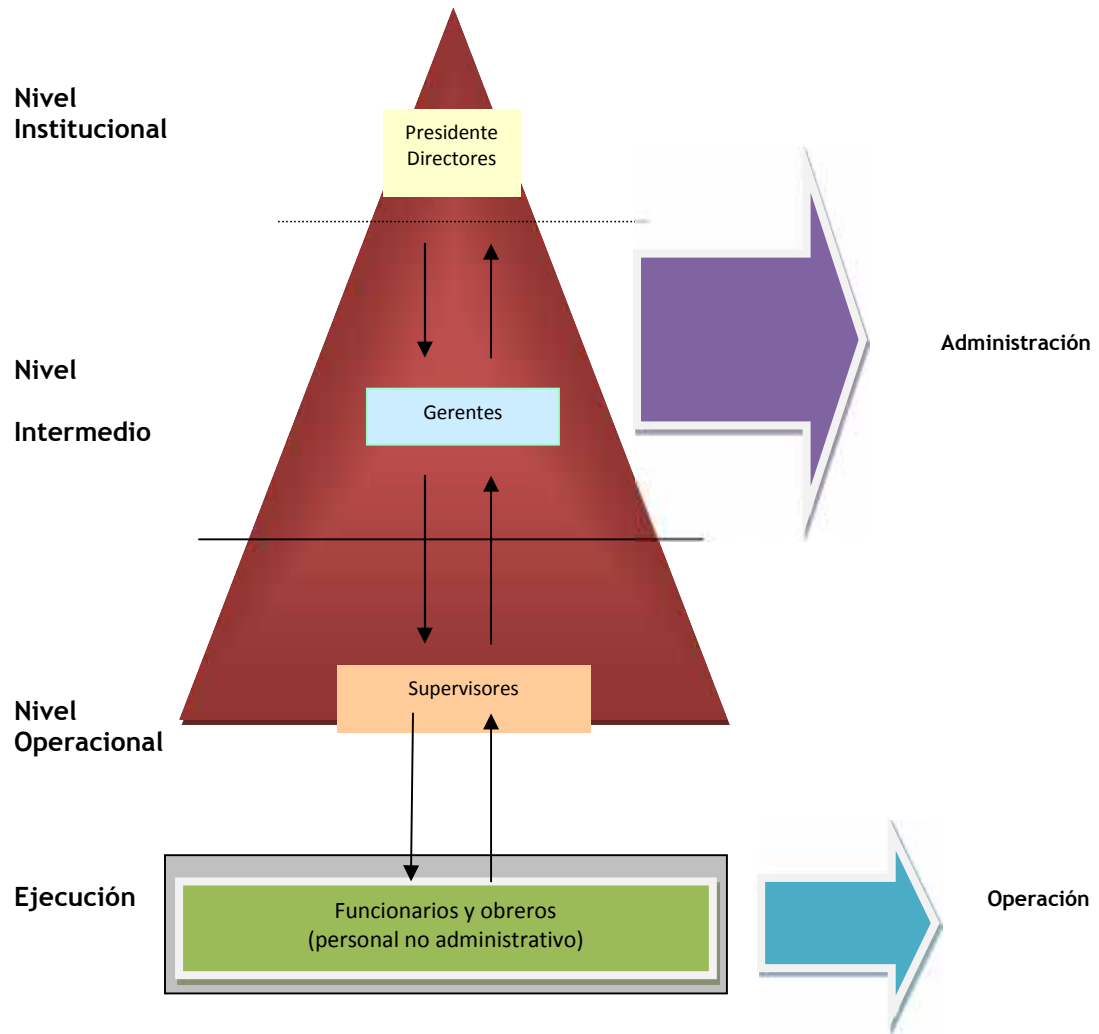 Nivel
Institucional
Presidente
Directores
Administración
Nivel
Intermedio
Gerentes
Supervisores
Nivel
Operacional
Ejecución
Funcionarios y obreros
(personal no administrativo)
Operación